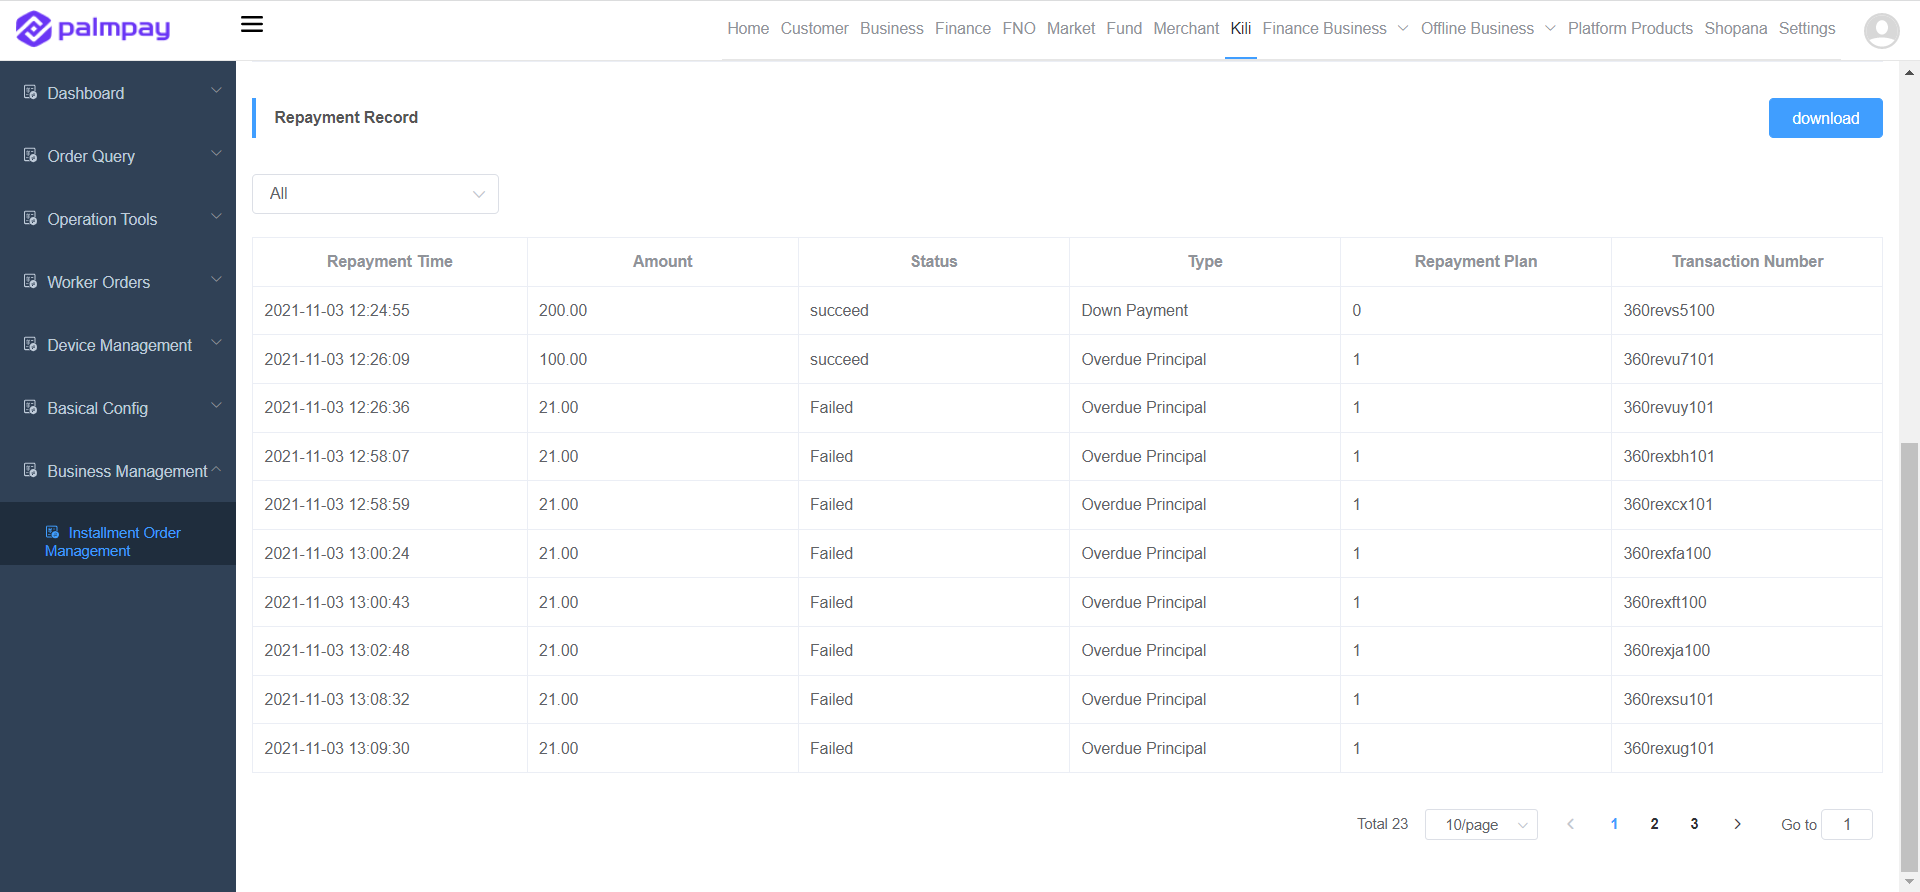 palmpay
Home Customer Business Finance FNO Market Fund Merchant Kili Finance Business Offline Business Platform Products Shopana Settings
Dashboard
Order Query
Operation Tools
Worker Orders
Device Management
Basical Config
Business Management
Installment Order
Management
Repayment Record
download
All
Repayment Time Amount Status Type Repayment Plan Transaction Number
2021-11-03 12:24:55 200.00 succeed Down Payment 0 360revs5100
2021-11-03 12:26:09 100.00 succeed Overdue Principal 1 360revu7101
2021-11-03 12:26:36 21.00 Failed Overdue Principal 1 360revuy101
2021-11-03 12:58:07 21.00 Failed Overdue Principal 1 360rexbh101
2021-11-03 12:58:59 21.00 Failed Overdue Principal 1 360rexcx101
2021-11-03 13:00:24 21.00 Failed Overdue Principal 1 360rexfa100
2021-11-03 13:00:43 21.00 Failed Overdue Principal 1 360rexft100
2021-11-03 13:02:48 21.00 Failed Overdue Principal 1 360rexja100
2021-11-03 13:08:32 21.00 Failed Overdue Principal 1 360rexsu101
2021-11-03 13:09:30 21.00 Failed Overdue Principal 1 360rexug101
Total 23 10/page 1 2 3 Go to 1